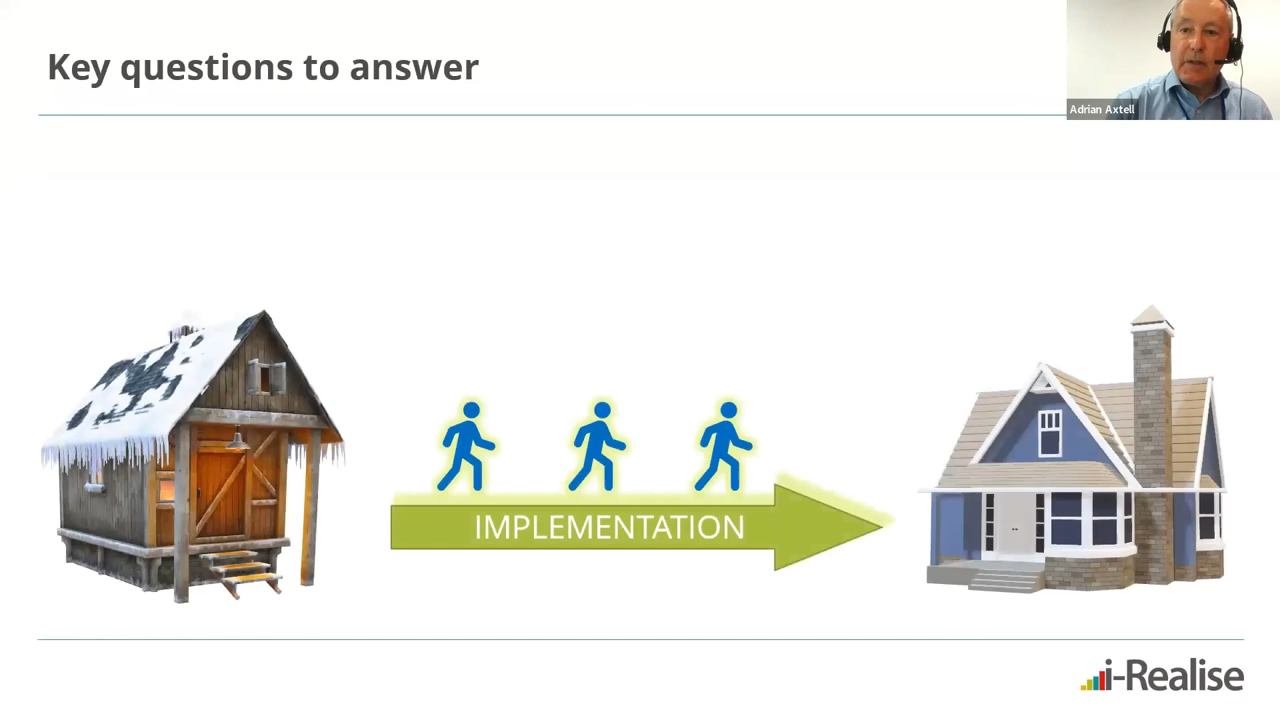 Key questions to answer
Adrian Axtell
IMPLEMENTATION
i-Realise